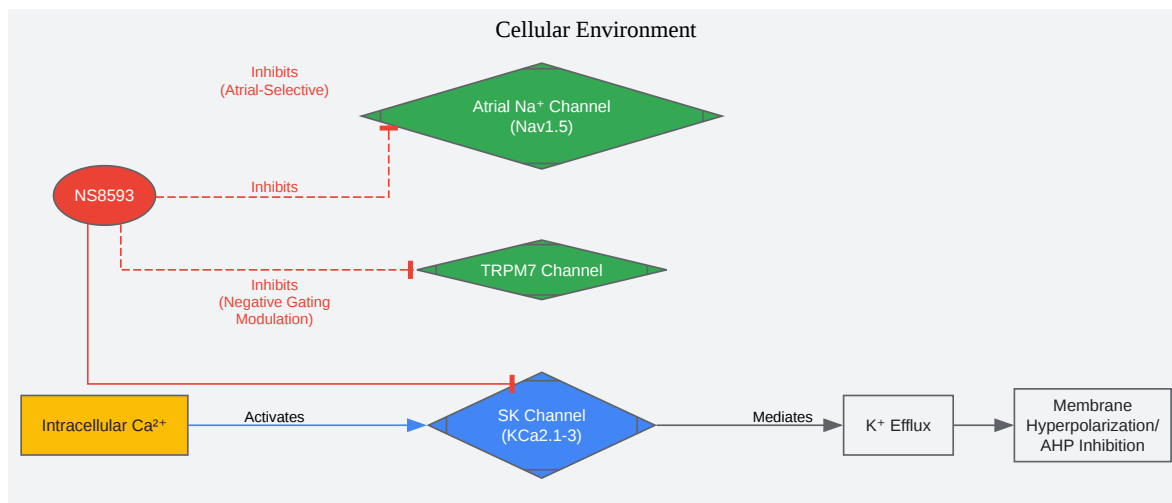 Cellular Environment
Inhibits
(Atrial-Selective)
Atrial Na⁺ Channel
(Nav1.5)
NS8593
Inhibits
TRPM7 Channel
Inhibits
(Negative Gating
Modulation)
Intracellular Ca²⁺
Activates
SK Channel
(KCa2.1-3)
Mediates
K⁺ Efflux
Membrane
Hyperpolarization/
AHP Inhibition